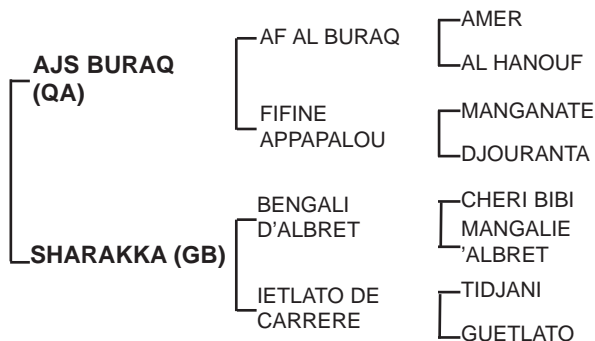 AJS BURAQ
(QA)
SHARAKKA (GB)
AF AL BURAQ
FIFINE
APPAPALOU
BENGALI
D'ALBRET
IETLATO DE
CARRERE
AMER
AL HANOUF
MANGANATE
DJOURANTA
CHERI BIBI
MANGALIE
'ALBRET
TIDJANI
GUETLATO